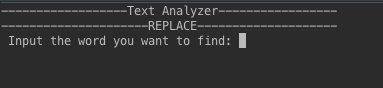 ------------------Text Analyzer-----------------
---------------------REPLACE--------------------
Input the word you want to find: